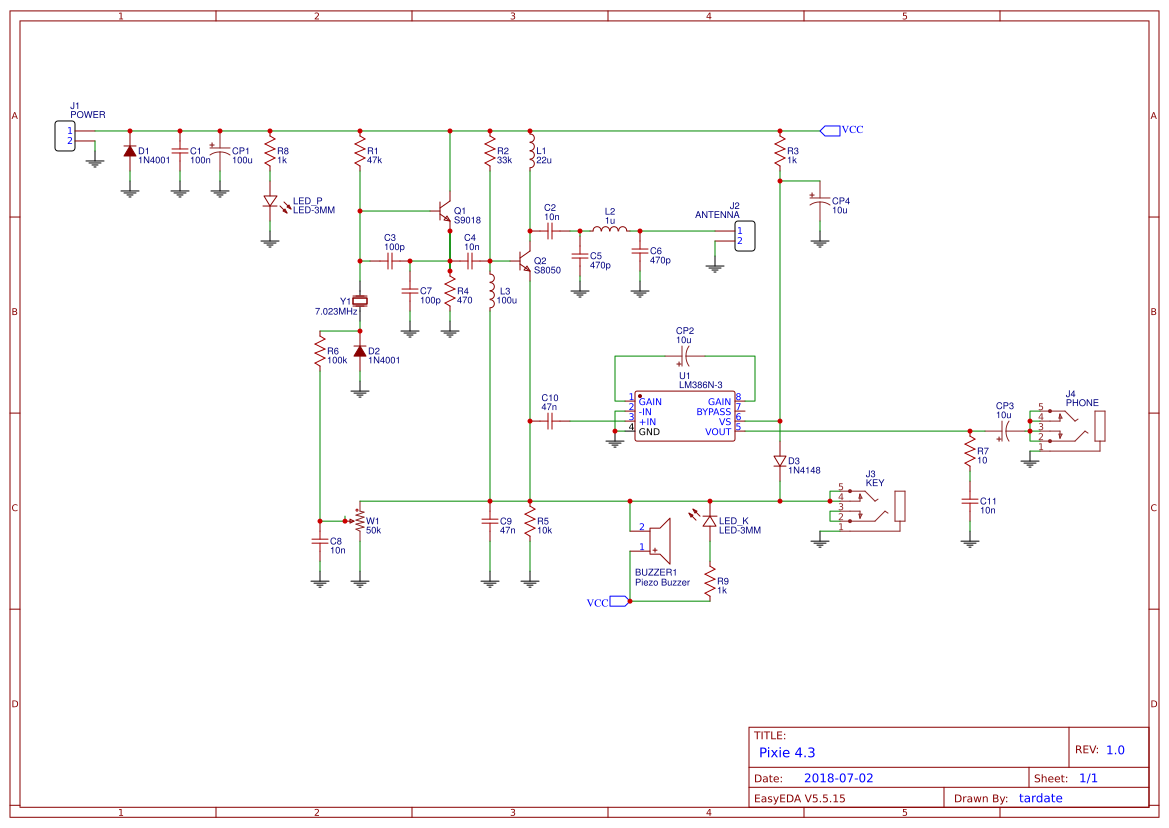 1 2 3 4 5
A A
B B
C C
D D
J1
POWER
1
2
D1
1N4001
C1
100n
+
CP1
100u
R8
1k
LED_P
LED-3MM
R1
47k
Q1
S9018
R2
33k
L1
22u
C2
10n
L2
1u
J2
ANTENNA
1
2
R3
1k
VCC
+
CP4
10u
C3
100p
C4
10n
Q2
S8050
C5
470p
C6
470p
C7
100p
R4
470
L3
100u
Y1
7.023MHz
R6
100k
D2
1N4001
CP2
10u
+
U1
LM386N-3
1 GAIN GAIN 8
2 -IN BYPASS 7
3 +IN VS 6
4 GND VOUT 5
C10
47n
D3
1N4148
CP3
10u
+
J4
PHONE
5
4
3
2
1
R7
10
C11
10n
J3
KEY
5
4
3
2
1
W1
50k
C8
10n
C9
47n
R5
10k
2
1
+
BUZZER1
Piezo Buzzer
LED_K
LED-3MM
R9
1k
VCC
TITLE:
Pixie 4.3
REV: 1.0
Date: 2018-07-02
Sheet: 1/1
EasyEDA V5.5.15
Drawn By: tardate
1 2 3 4 5